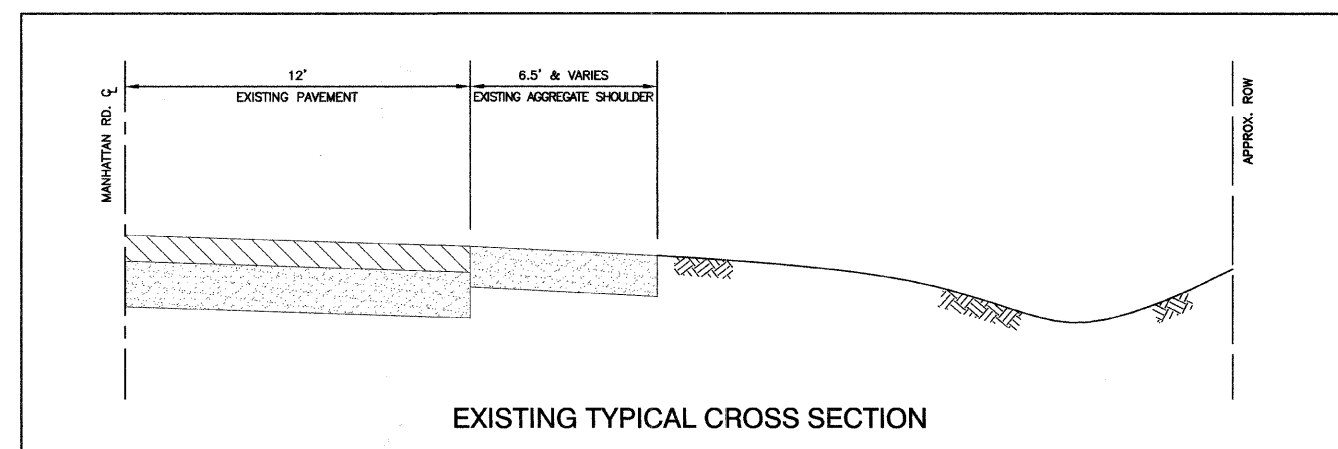 12'
EXISTING PAVEMENT
6.5' & VARIES
EXISTING AGGREGATE SHOULDER
MANHATTAN RD. ℄
APPROX. ROW
EXISTING TYPICAL CROSS SECTION